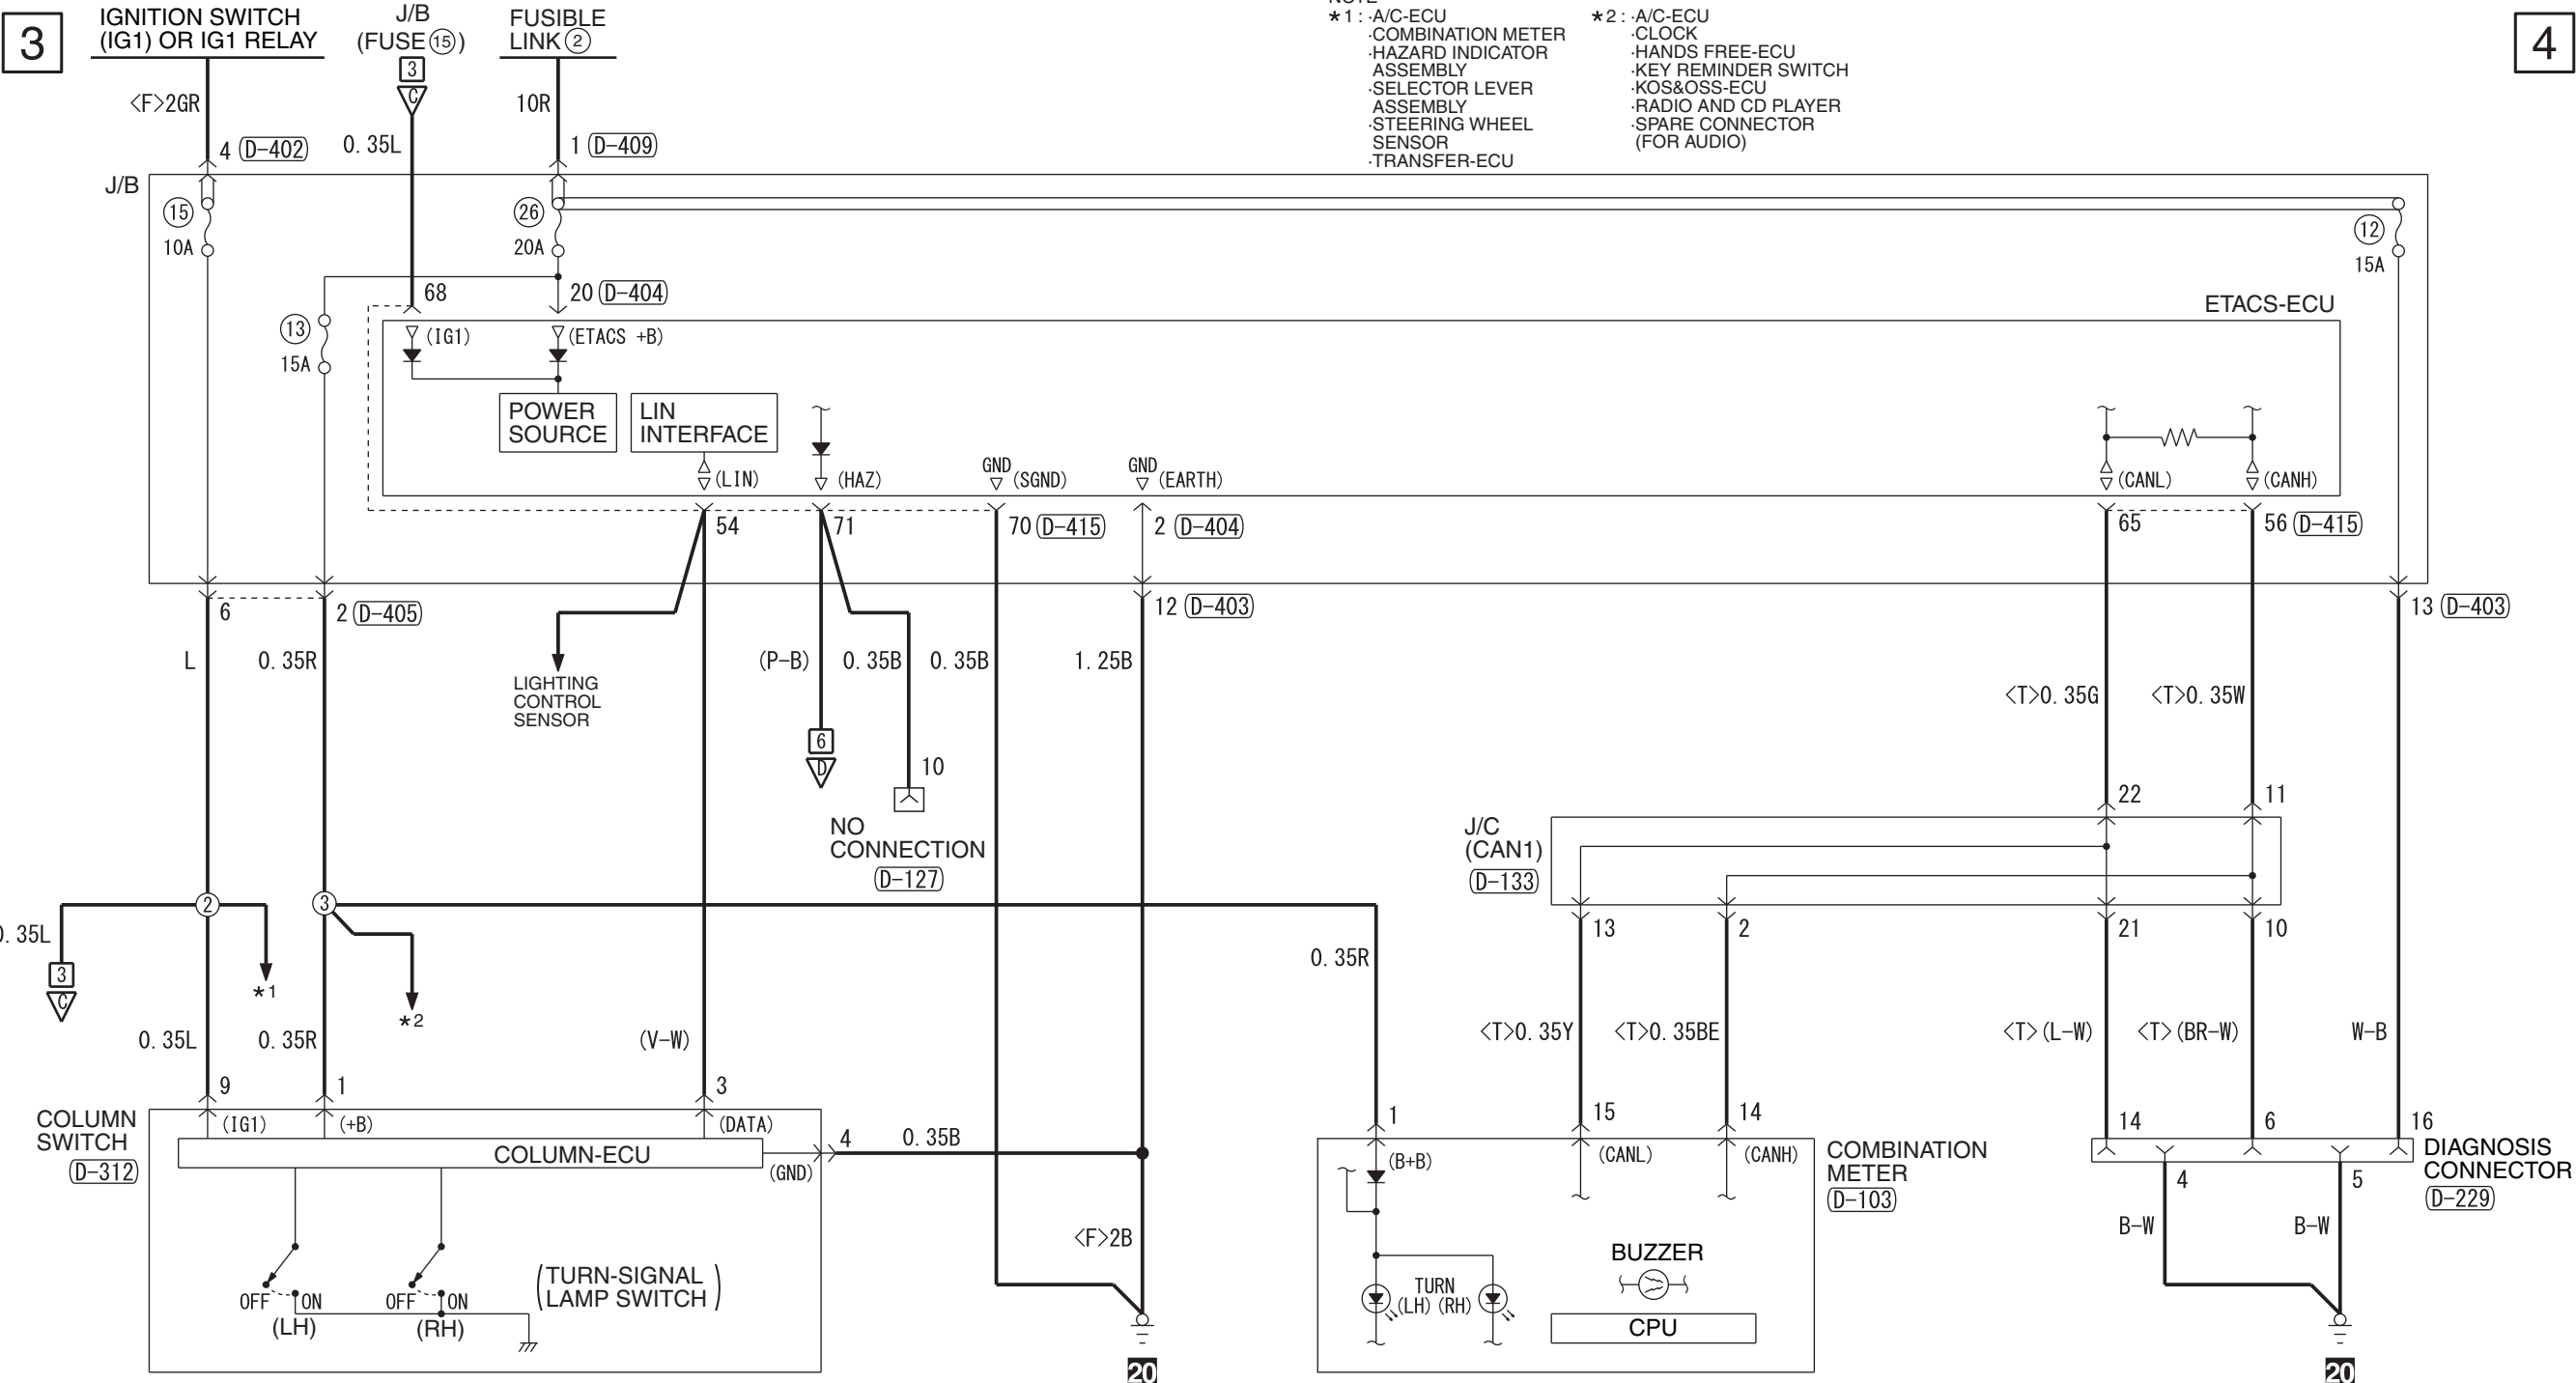 3
IGNITION SWITCH
(IG1) OR IG1 RELAY
J/B
(FUSE 15)
3
C
FUSIBLE
LINK 2
NOTE
*1 : ·A/C-ECU
·COMBINATION METER
·HAZARD INDICATOR
ASSEMBLY
·SELECTOR LEVER
ASSEMBLY
·STEERING WHEEL
SENSOR
·TRANSFER-ECU
*2 : ·A/C-ECU
·CLOCK
·HANDS FREE-ECU
·KEY REMINDER SWITCH
·KOS&OSS-ECU
·RADIO AND CD PLAYER
·SPARE CONNECTOR
(FOR AUDIO)
4
<F>2GR
10R
4 D-402
0.35L
1 D-409
J/B
15
10A
26
20A
12
15A
68
20 D-404
ETACS-ECU
13
15A
(IG1)
(ETACS +B)
POWER
SOURCE
LIN
INTERFACE
(LIN)
(HAZ)
GND
(SGND)
GND
(EARTH)
(CANL)
(CANH)
54
71
70 D-415
2 D-404
65
56 D-415
6
2 D-405
12 D-403
13 D-403
L
0.35R
(P-B)
0.35B
0.35B
1.25B
<T>0.35G
<T>0.35W
LIGHTING
CONTROL
SENSOR
6
D
10
NO
CONNECTION
D-127
22
11
J/C
(CAN1)
D-133
2
3
13
2
21
10
0.35L
3
C
*1
*2
0.35R
0.35L
0.35R
(V-W)
<T>0.35Y
<T>0.35BE
<T>(L-W)
<T>(BR-W)
W-B
9
1
3
1
15
14
14
6
16
COLUMN
SWITCH
D-312
(IG1)
(+B)
(DATA)
COLUMN-ECU
(GND)
4
0.35B
(B+B)
(CANL)
(CANH)
COMBINATION
METER
D-103
4
5
DIAGNOSIS
CONNECTOR
D-229
<F>2B
B-W
B-W
BUZZER
OFF
ON
(LH)
OFF
ON
(RH)
(TURN-SIGNAL
LAMP SWITCH)
TURN
(LH) (RH)
CPU
20
20